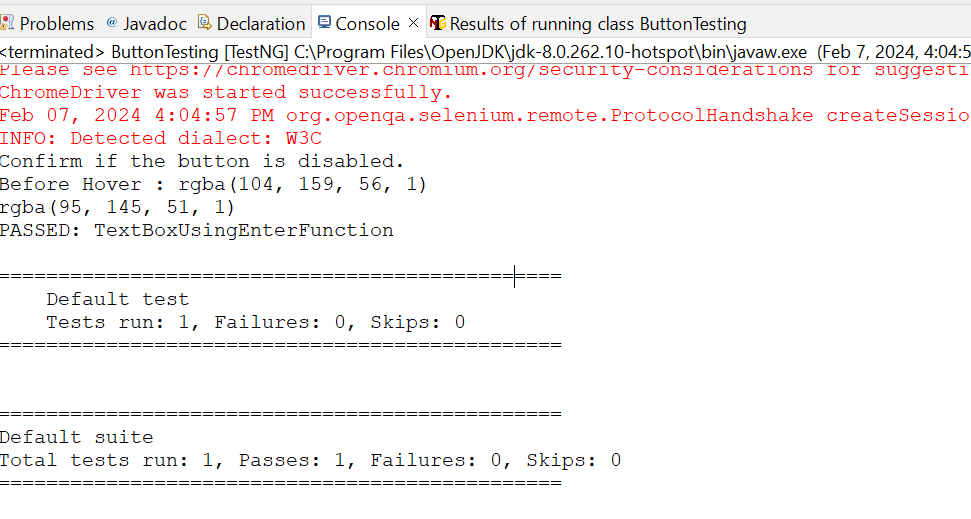 Problems @ Javadoc Declaration Console × Results of running class ButtonTesting
<terminated> ButtonTesting [TestNG] C:\Program Files\OpenJDK\jdk-8.0.262.10-hotspot\bin\javaw.exe (Feb 7, 2024, 4:04:5
Please see https://chromedriver.chromium.org/security-considerations for suggesti
ChromeDriver was started successfully.
Feb 07, 2024 4:04:57 PM org.openqa.selenium.remote.ProtocolHandshake createSessio
INFO: Detected dialect: W3C
Confirm if the button is disabled.
Before Hover : rgba(104, 159, 56, 1)
rgba(95, 145, 51, 1)
PASSED: TextBoxUsingEnterFunction
===============================================
Default test
Tests run: 1, Failures: 0, Skips: 0
===============================================
===============================================
Default suite
Total tests run: 1, Passes: 1, Failures: 0, Skips: 0
===============================================